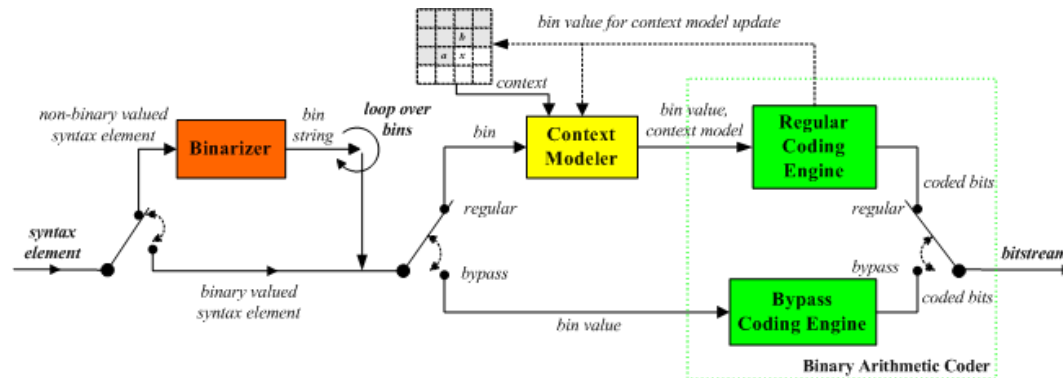 bin value for context model update
b
a x
context
non-binary valued
syntax element
bin
string
loop over
bins
Binarizer
bin
Context
Modeler
bin value,
context model
Regular
Coding
Engine
coded bits
regular
regular
syntax
element
bitstream
bypass
bypass
coded bits
binary valued
syntax element
bin value
Bypass
Coding Engine
Binary Arithmetic Coder